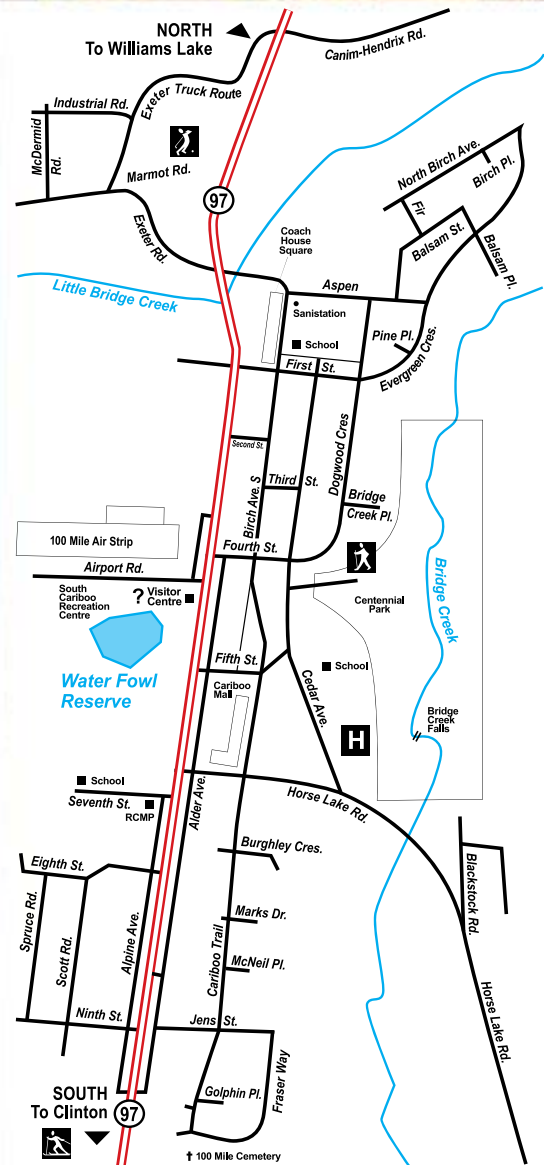 NORTH
To Williams Lake
Canim-Hendrix Rd.
Exeter Truck Route
Industrial Rd.
McDermid
Rd.
Marmot Rd.
97
North Birch Ave.
Birch Pl.
Fir
Balsam St.
Balsam Pl.
Exeter Rd.
Coach
House
Square
Little Bridge Creek
Aspen
Sanistation
School
Pine Pl.
First St.
Evergreen Cres.
Second St.
Dogwood Cres
Third St.
Birch Ave. S
Bridge
Creek Pl.
100 Mile Air Strip
Fourth St.
Airport Rd.
South
Cariboo
Recreation
Centre
? Visitor
Centre
Centennial
Park
Bridge Creek
Water Fowl
Reserve
Fifth St.
School
Cariboo
Mall
Cedar Ave.
H
Bridge
Creek
Falls
School
Seventh St.
RCMP
Alder Ave.
Horse Lake Rd.
Burghley Cres.
Eighth St.
Blackstock Rd.
Spruce Rd.
Scott Rd.
Alpine Ave.
Marks Dr.
Cariboo Trail
McNeil Pl.
Ninth St.
Jens St.
Horse Lake Rd.
Fraser Way
Golphin Pl.
SOUTH
To Clinton
97
100 Mile Cemetery